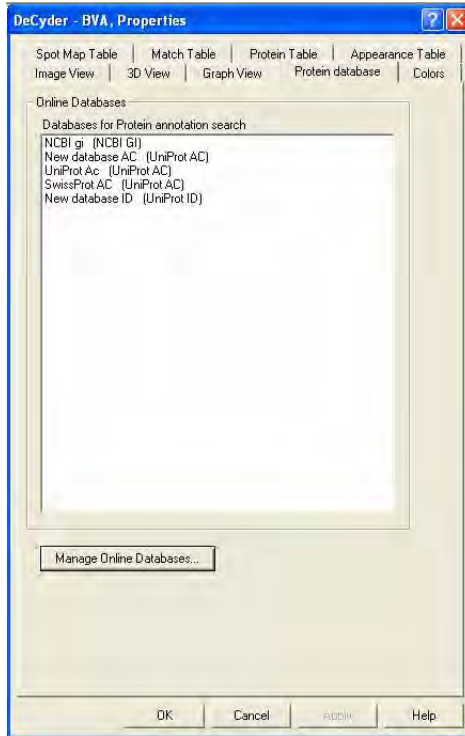 DeCyder - BVA, Properties
Spot Map Table Match Table Protein Table Appearance Table
Image View 3D View Graph View Protein database Colors
Online Databases
Databases for Protein annotation search
NCBI gi (NCBI GI)
New database AC (UniProt AC)
UniProt Ac (UniProt AC)
SwissProt AC (UniProt AC)
New database ID (UniProt ID)
Manage Online Databases...
OK Cancel Apply Help